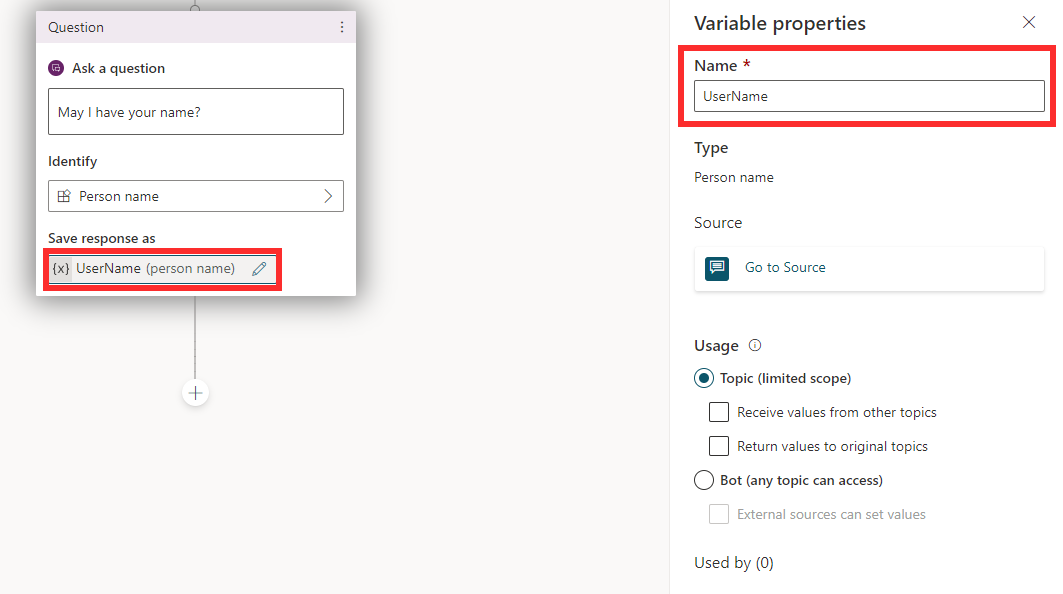 Question
Ask a question
May I have your name?
Identify
Person name
Save response as
{x} UserName (person name)
Variable properties
Name *
UserName
Type
Person name
Source
Go to Source
Usage
Topic (limited scope)
Receive values from other topics
Return values to original topics
Bot (any topic can access)
External sources can set values
Used by (0)